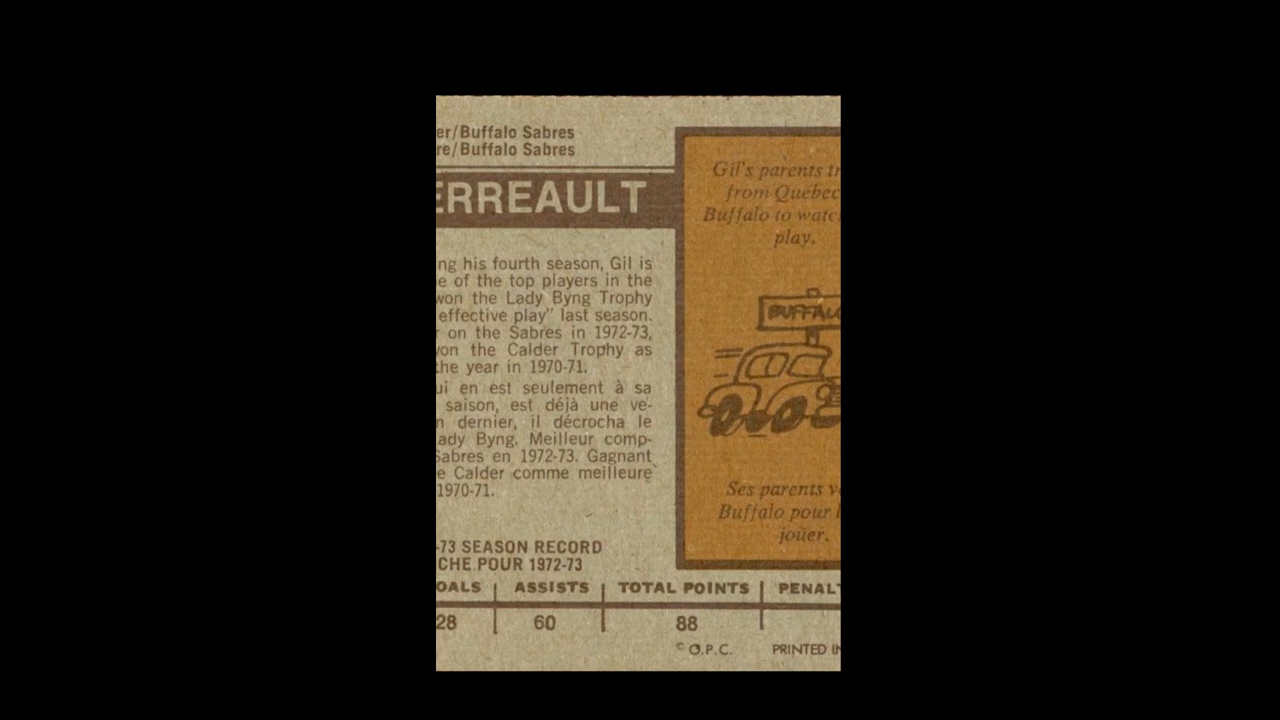 er/Buffalo Sabres
re/Buffalo Sabres
ERREAULT
ng his fourth season, Gil is
e of the top players in the
won the Lady Byng Trophy
effective play" last season.
r on the Sabres in 1972-73,
von the Calder Trophy as
the year in 1970-71.
ui en est seulement à sa
saison, est déjà une ve-
n dernier, il décrocha le
ady Byng. Meilleur comp-
Sabres en 1972-73. Gagnant
e Calder comme meilleure
1970-71.
Gil's parents tr
from Québec
Buffalo to watc
play.
BUFFALO
Ses parents v
Buffalo pour l
jouer.
-73 SEASON RECORD
CHE POUR 1972-73
OALS ASSISTS TOTAL POINTS PENALT
28 60 88
© O.P.C. PRINTED IN